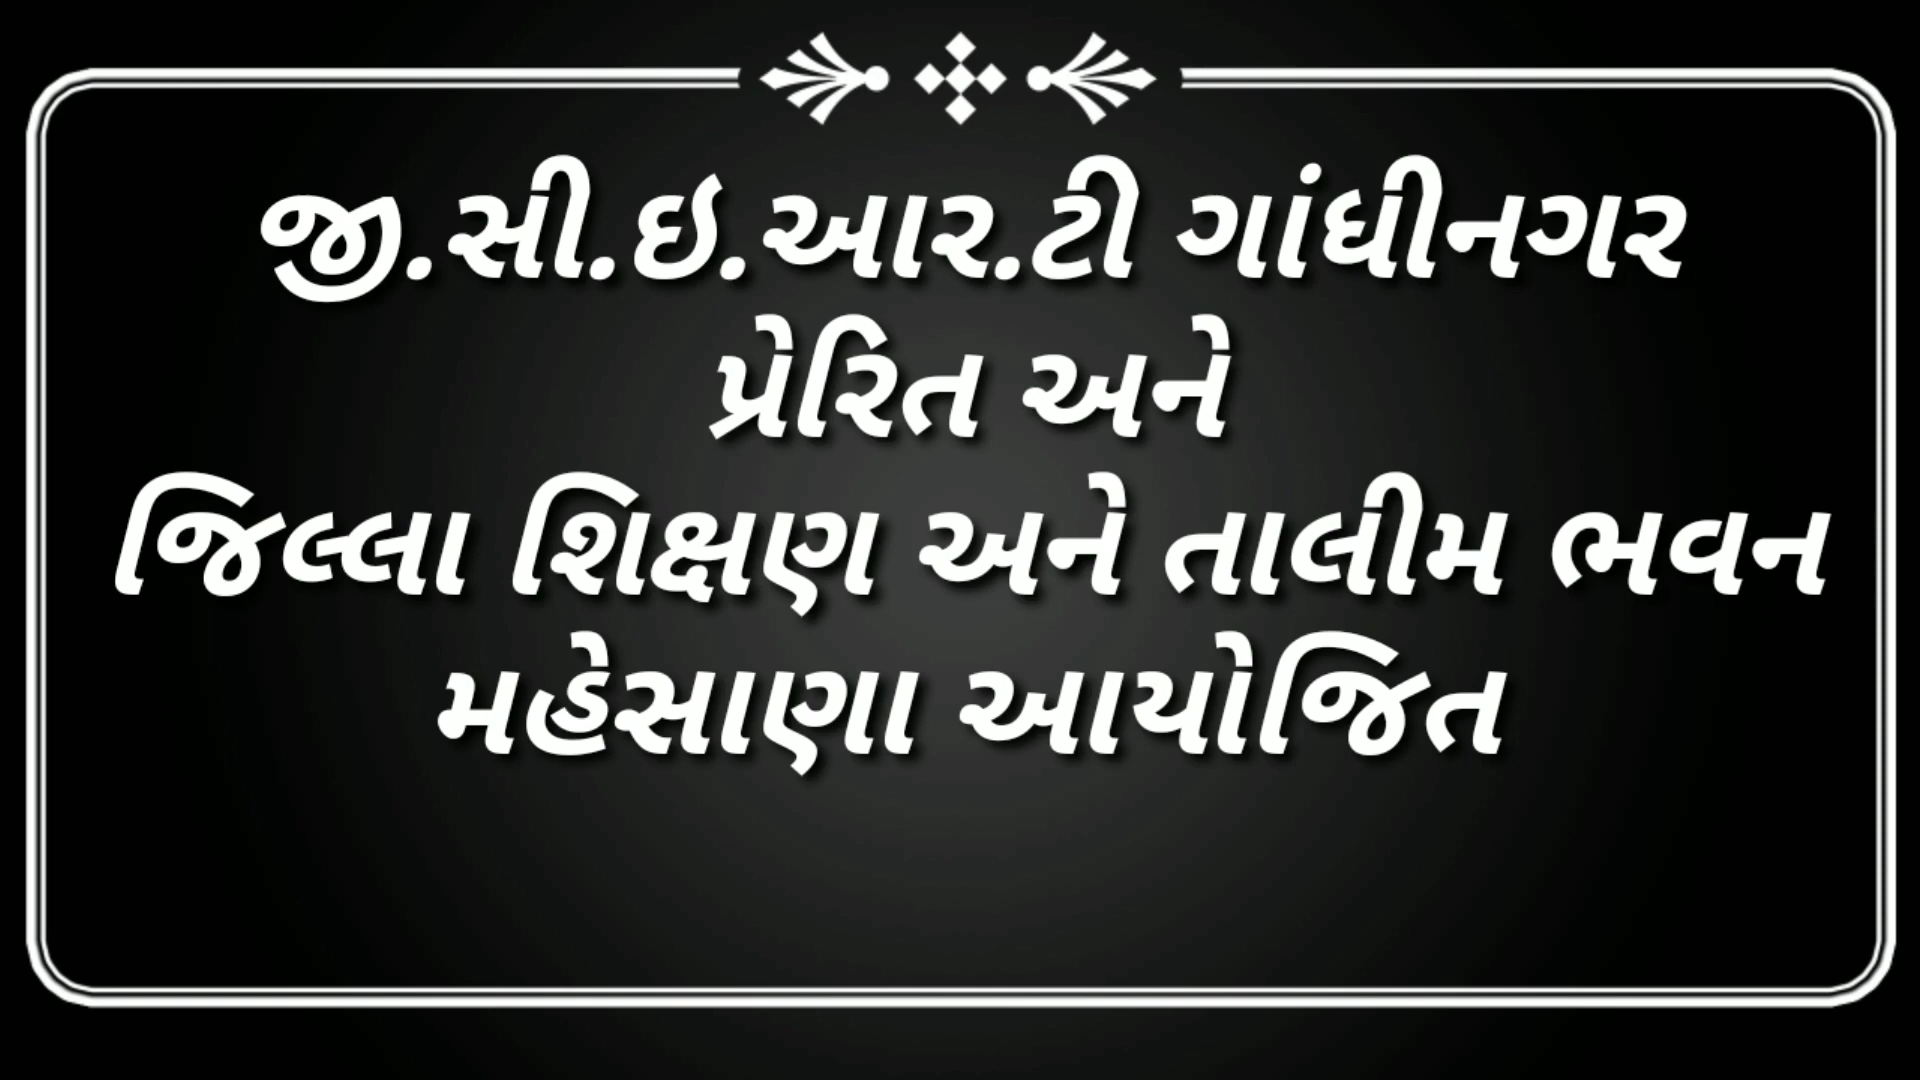 જી.સી.ઇ.આર.ટી ગાંધીનગર
પ્રેરિત અને
જિલ્લા શિક્ષણ અને તાલીમ ભવન
મહેસાણા આયોજિત